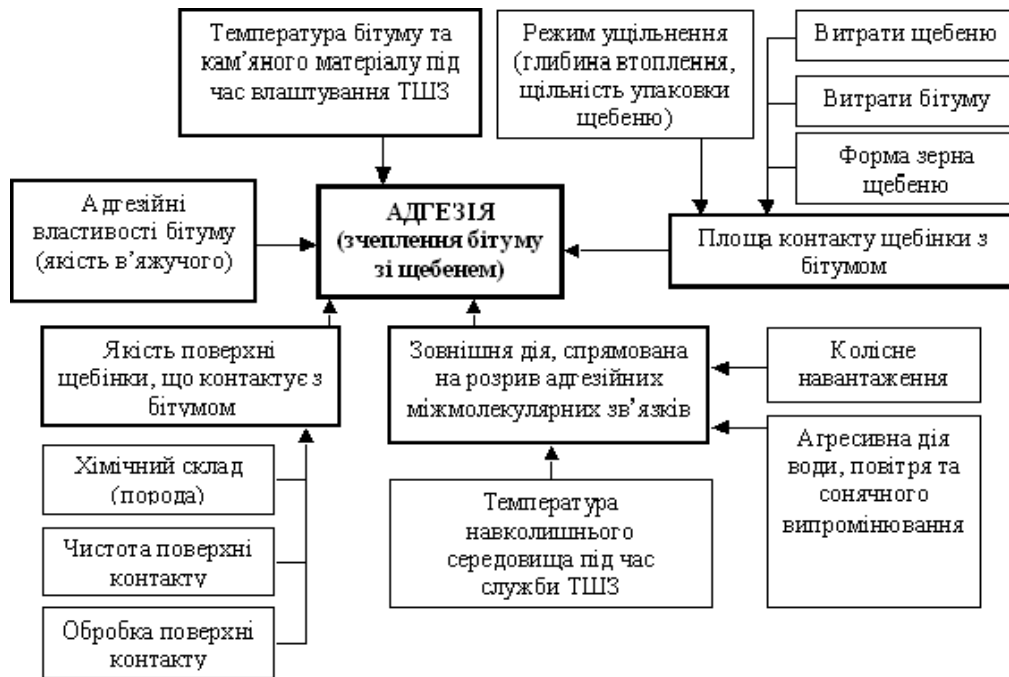 Температура бітуму та
кам’яного матеріалу під
час влаштування ТШЗ
Режим ущільнення
(глибина втоплення,
щільність упаковки
щебеню)
Витрати щебеню
Витрати бітуму
Форма зерна
щебеню
Адгезійні
властивості бітуму
(якість в’яжучого)
АДГЕЗІЯ
(зчеплення бітуму
зі щебенем)
Площа контакту щебінки з
бітумом
Якість поверхні
щебінки, що контактує з
бітумом
Зовнішня дія, спрямована
на розрив адгезійних
міжмолекулярних зв’язків
Колісне
навантаження
Хімічний склад
(порода)
Чистота поверхні
контакту
Обробка поверхні
контакту
Температура
навколишнього
середовища під час
служби ТШЗ
Агресивна дія
води, повітря та
сонячного
випромінювання